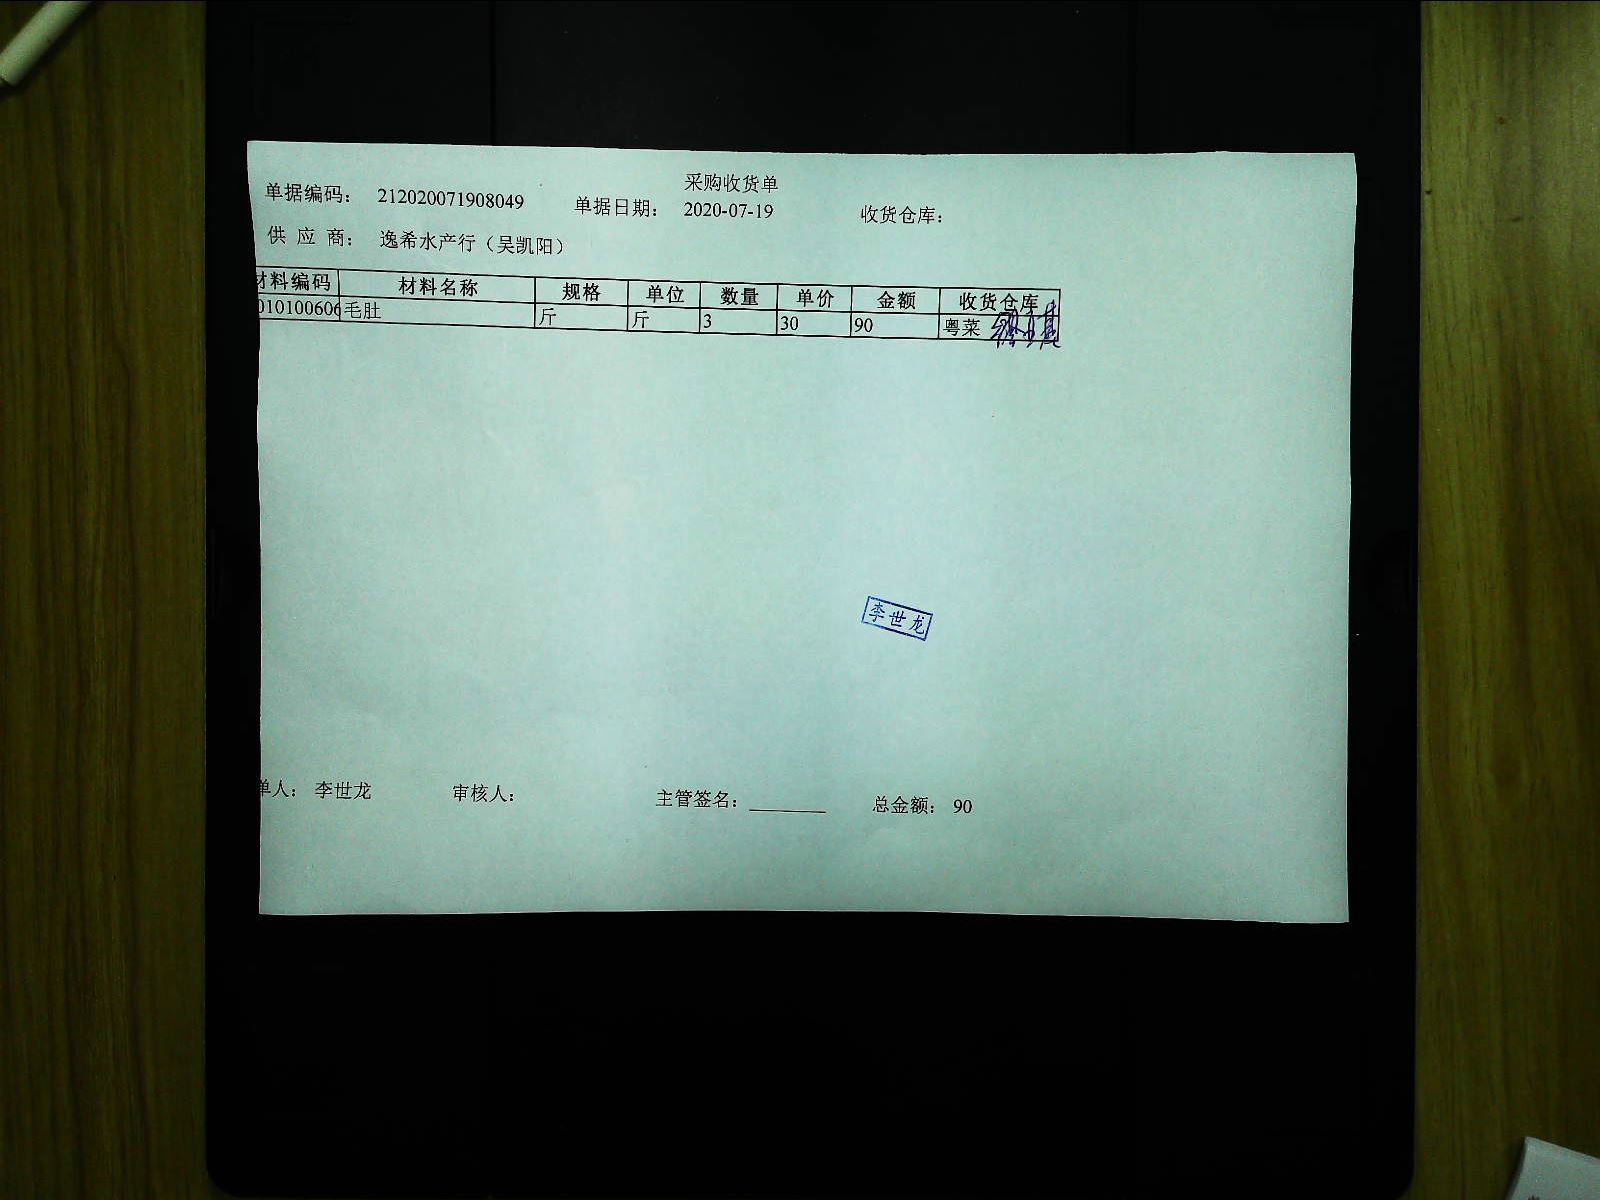 采购收货单
单据编码: 212020071908049 单据日期: 2020-07-19 收货仓库:
供 应 商: 逸希水产行（吴凯阳）
材料编码 材料名称 规格 单位 数量 单价 金额 收货仓库
010100606 毛肚 斤 斤 3 30 90 粤菜
李世龙
单人: 李世龙 审核人: 主管签名: ________ 总金额: 90